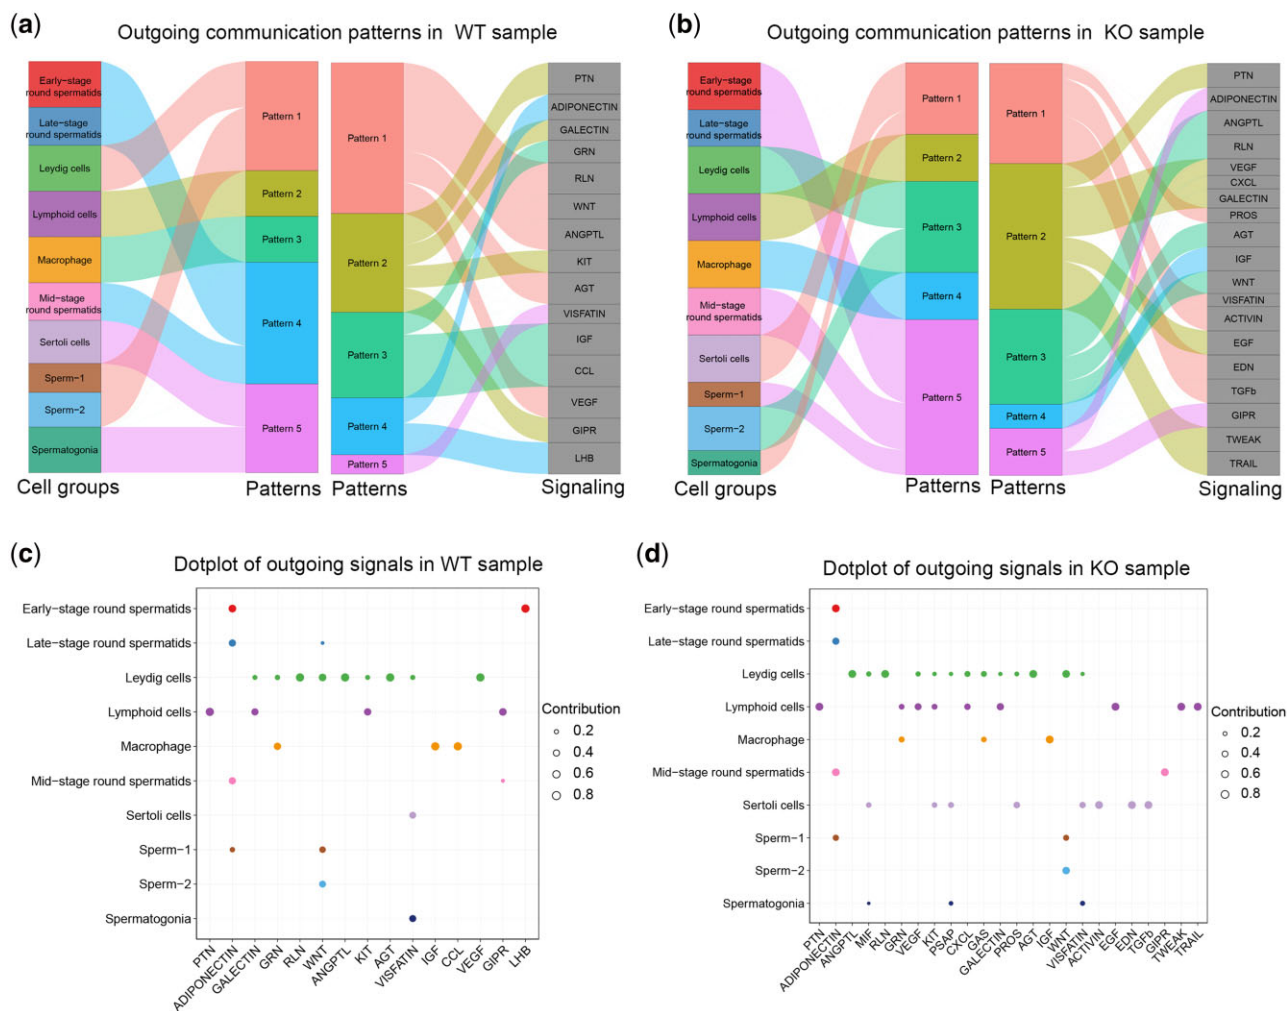 (a)
Outgoing communication patterns in WT sample
Early−stage
round spermatids
Late−stage
round spermatids
Leydig cells
Lymphoid cells
Macrophage
Mid−stage
round spermatids
Sertoli cells
Sperm−1
Sperm−2
Spermatogonia
Cell groups
Pattern 1
Pattern 2
Pattern 3
Pattern 4
Pattern 5
Patterns
Pattern 1
Pattern 2
Pattern 3
Pattern 4
Pattern 5
Patterns
PTN
ADIPONECTIN
GALECTIN
GRN
RLN
WNT
ANGPTL
KIT
AGT
VISFATIN
IGF
CCL
VEGF
GIPR
LHB
Signaling
(b)
Outgoing communication patterns in KO sample
Early−stage
round spermatids
Late−stage
round spermatids
Leydig cells
Lymphoid cells
Macrophage
Mid−stage
round spermatids
Sertoli cells
Sperm−1
Sperm−2
Spermatogonia
Cell groups
Pattern 1
Pattern 2
Pattern 3
Pattern 4
Pattern 5
Patterns
Pattern 1
Pattern 2
Pattern 3
Pattern 4
Pattern 5
Patterns
PTN
ADIPONECTIN
ANGPTL
RLN
VEGF
CXCL
GALECTIN
PROS
AGT
IGF
WNT
VISFATIN
ACTIVIN
EGF
EDN
TGFb
GIPR
TWEAK
TRAIL
Signaling
(c)
Dotplot of outgoing signals in WT sample
Early−stage round spermatids
Late−stage round spermatids
Leydig cells
Lymphoid cells
Macrophage
Mid−stage round spermatids
Sertoli cells
Sperm−1
Sperm−2
Spermatogonia
PTN
ADIPONECTIN
GALECTIN
GRN
RLN
WNT
ANGPTL
KIT
AGT
VISFATIN
IGF
CCL
VEGF
GIPR
LHB
Contribution
0.2
0.4
0.6
0.8
(d)
Dotplot of outgoing signals in KO sample
Early−stage round spermatids
Late−stage round spermatids
Leydig cells
Lymphoid cells
Macrophage
Mid−stage round spermatids
Sertoli cells
Sperm−1
Sperm−2
Spermatogonia
PTN
ADIPONECTIN
ANGPTL
MIF
RLN
GRN
VEGF
KIT
PSAP
CXCL
GAS
GALECTIN
PROS
AGT
IGF
WNT
VISFATIN
ACTIVIN
EGF
EDN
TGFb
GIPR
TWEAK
TRAIL
Contribution
0.2
0.4
0.6
0.8